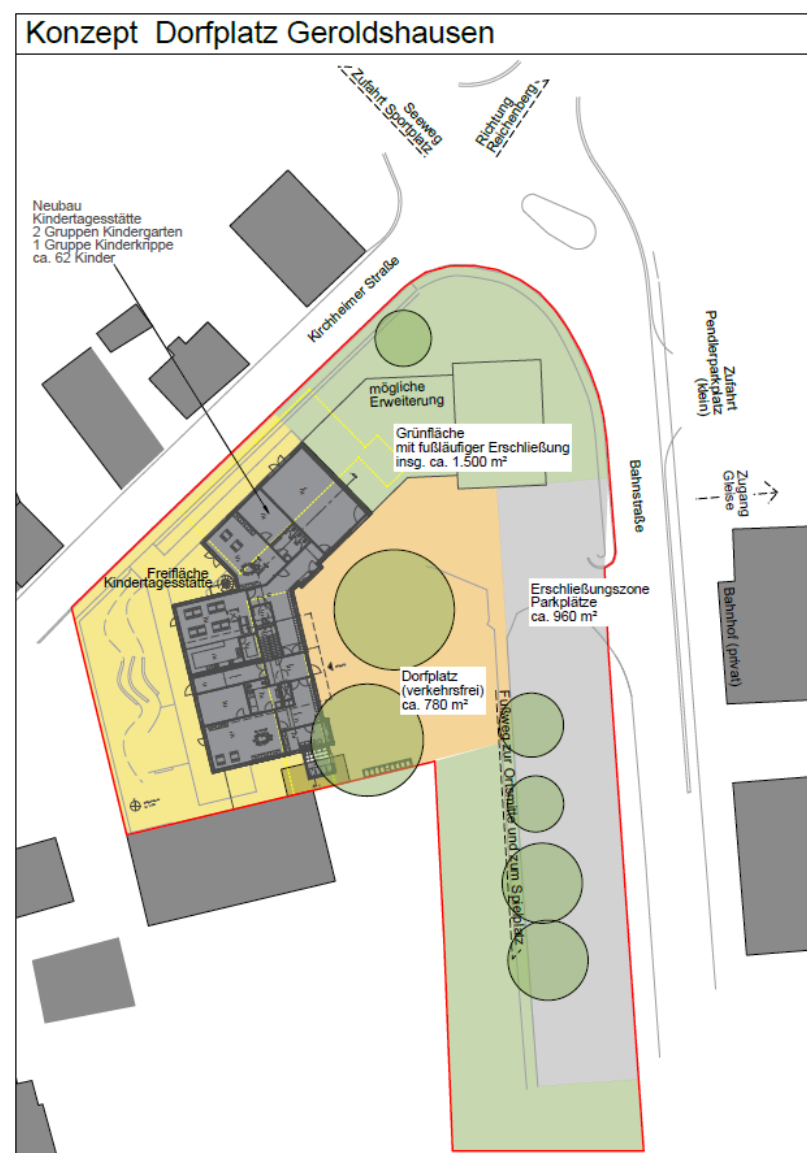 Konzept Dorfplatz Geroldshausen
Seeweg
Zufahrt Sportplatz
Richtung
Reichenberg
Neubau
Kindertagesstätte
2 Gruppen Kindergarten
1 Gruppe Kinderkrippe
ca. 62 Kinder
Kirchheimer Straße
mögliche
Erweiterung
Grünfläche
mit fußläufiger Erschließung
insg. ca. 1.500 m²
Zufahrt
Pendlerparkplatz
(klein)
Bahnstraße
Zugang
Gleise
Freifläche
Kindertagesstätte
Erschließungszone
Parkplätze
ca. 960 m²
Bahnhof (privat)
Dorfplatz
(verkehrsfrei)
ca. 780 m²
Fußweg zur Ortsmitte und zum Spielplatz